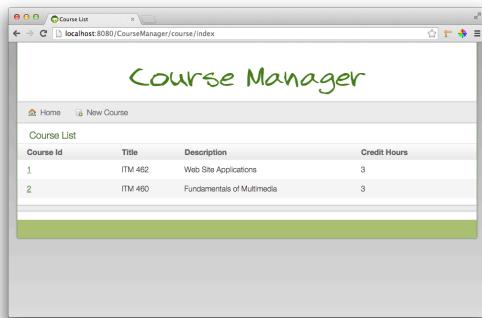 Course List
localhost:8080/CourseManager/course/index
Course Manager
Home New Course
Course List
Course Id Title Description Credit Hours
1 ITM 462 Web Site Applications 3
2 ITM 460 Fundamentals of Multimedia 3